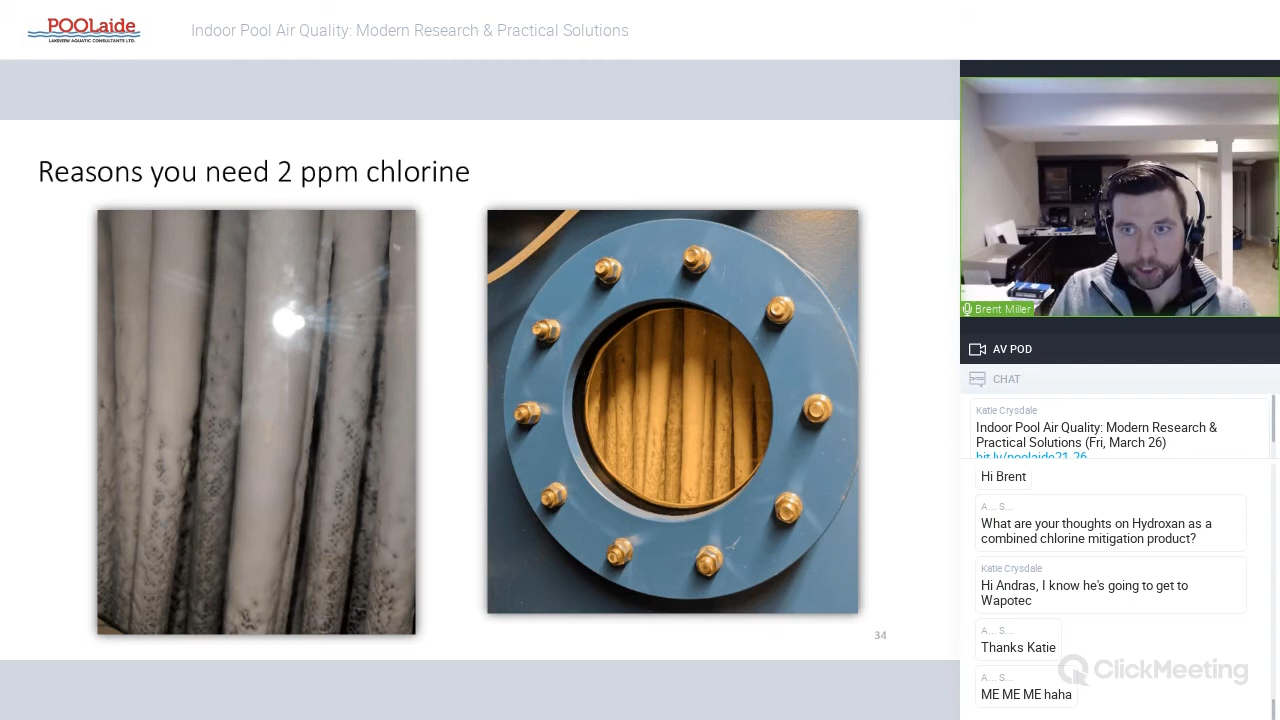 POOLaide
LAKEVIEW AQUATIC CONSULTANTS LTD.
Indoor Pool Air Quality: Modern Research & Practical Solutions
Reasons you need 2 ppm chlorine
34
Brent Miller
AV POD
CHAT
Katie Crysdale
Indoor Pool Air Quality: Modern Research &
Practical Solutions (Fri, March 26)
bit.ly/poolaide21-26
Hi Brent
A... S...
What are your thoughts on Hydroxan as a
combined chlorine mitigation product?
Katie Crysdale
Hi Andras, I know he's going to get to
Wapotec
A... S...
Thanks Katie
A... S...
ME ME ME haha
ClickMeeting